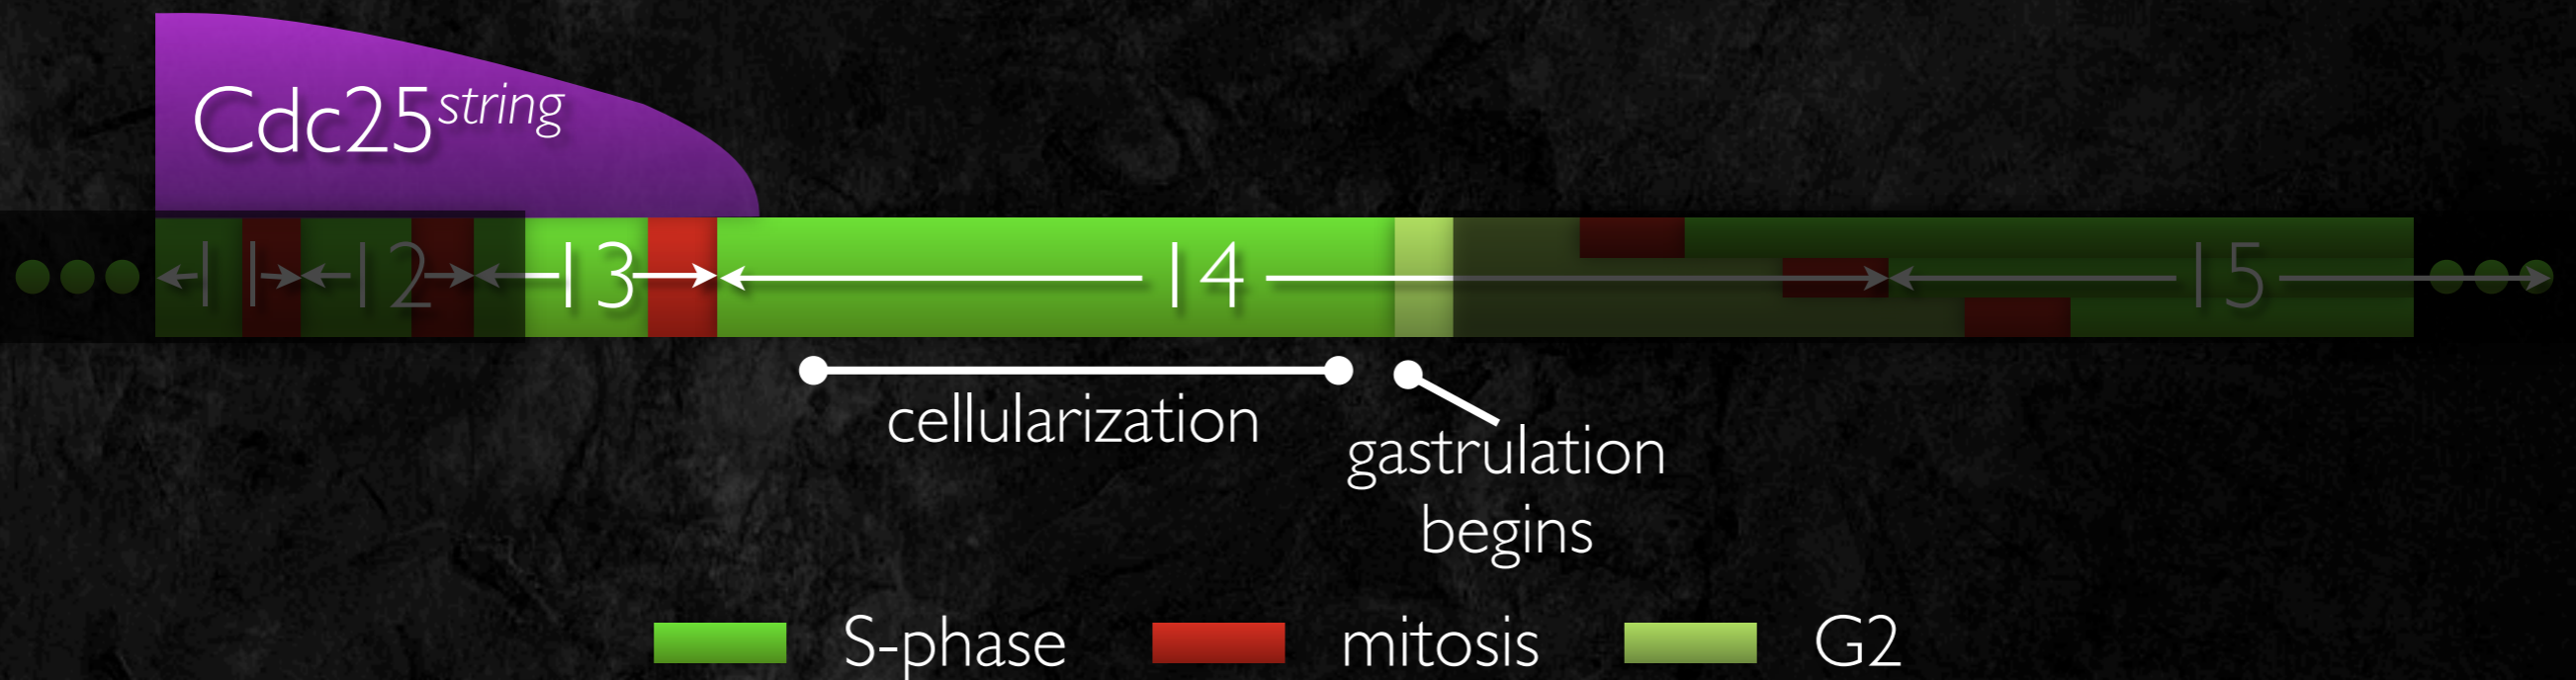 Cdc25string
11 12 13 14 15
cellularization
gastrulation
begins
S-phase mitosis G2